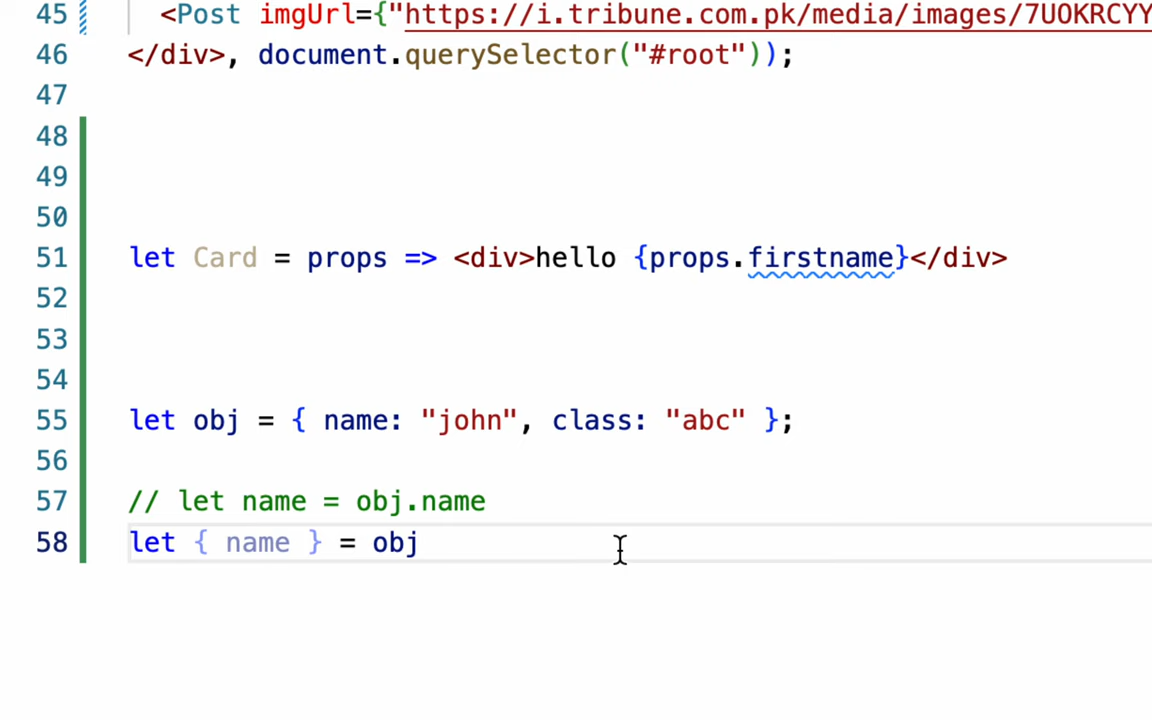 45 <Post imgUrl={"https://i.tribune.com.pk/media/images/7UOKRCYY
46 </div>, document.querySelector("#root"));
47
48
49
50
51 let Card = props => <div>hello {props.firstname}</div>
52
53
54
55 let obj = { name: "john", class: "abc" };
56
57 // let name = obj.name
58 let { name } = obj